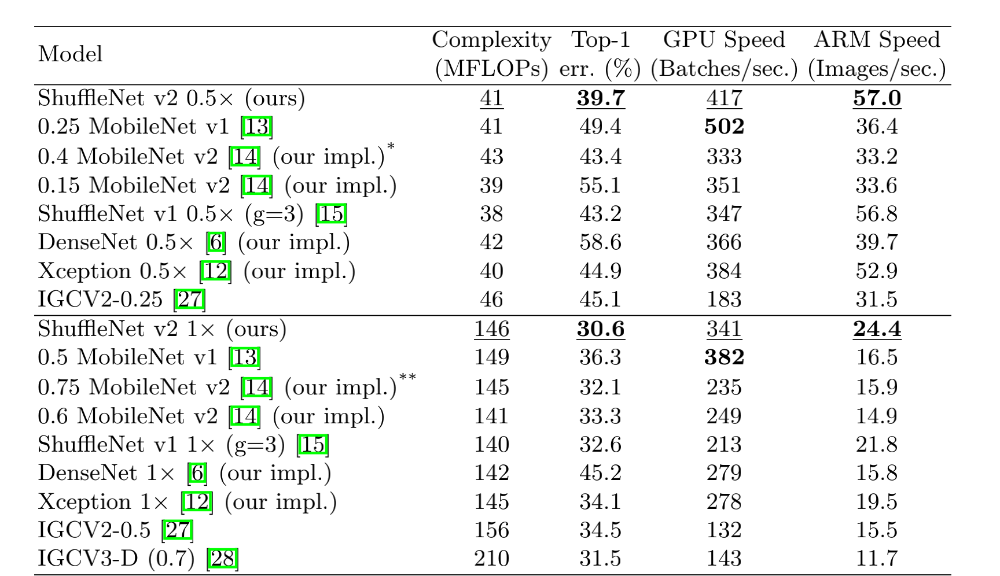 Model Complexity (MFLOPs) Top-1 err. (%) GPU Speed (Batches/sec.) ARM Speed (Images/sec.)
ShuffleNet v2 0.5× (ours) 41 39.7 417 57.0
0.25 MobileNet v1 [13] 41 49.4 502 36.4
0.4 MobileNet v2 [14] (our impl.)* 43 43.4 333 33.2
0.15 MobileNet v2 [14] (our impl.) 39 55.1 351 33.6
ShuffleNet v1 0.5× (g=3) [15] 38 43.2 347 56.8
DenseNet 0.5× [6] (our impl.) 42 58.6 366 39.7
Xception 0.5× [12] (our impl.) 40 44.9 384 52.9
IGCV2-0.25 [27] 46 45.1 183 31.5
ShuffleNet v2 1× (ours) 146 30.6 341 24.4
0.5 MobileNet v1 [13] 149 36.3 382 16.5
0.75 MobileNet v2 [14] (our impl.)** 145 32.1 235 15.9
0.6 MobileNet v2 [14] (our impl.) 141 33.3 249 14.9
ShuffleNet v1 1× (g=3) [15] 140 32.6 213 21.8
DenseNet 1× [6] (our impl.) 142 45.2 279 15.8
Xception 1× [12] (our impl.) 145 34.1 278 19.5
IGCV2-0.5 [27] 156 34.5 132 15.5
IGCV3-D (0.7) [28] 210 31.5 143 11.7